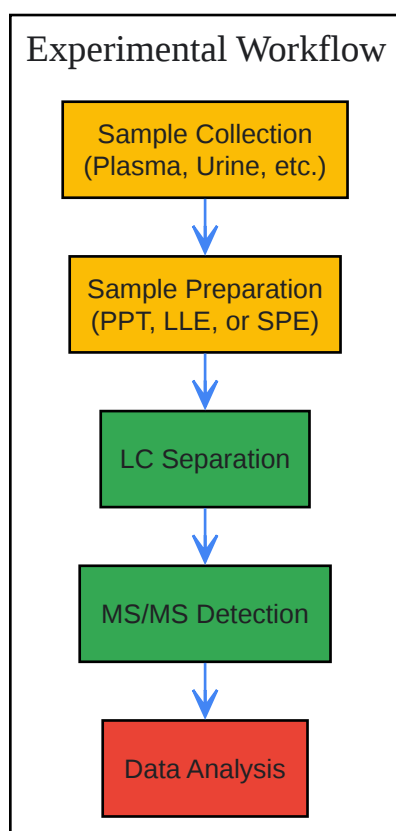 Experimental Workflow
Sample Collection
(Plasma, Urine, etc.)
Sample Preparation
(PPT, LLE, or SPE)
LC Separation
MS/MS Detection
Data Analysis